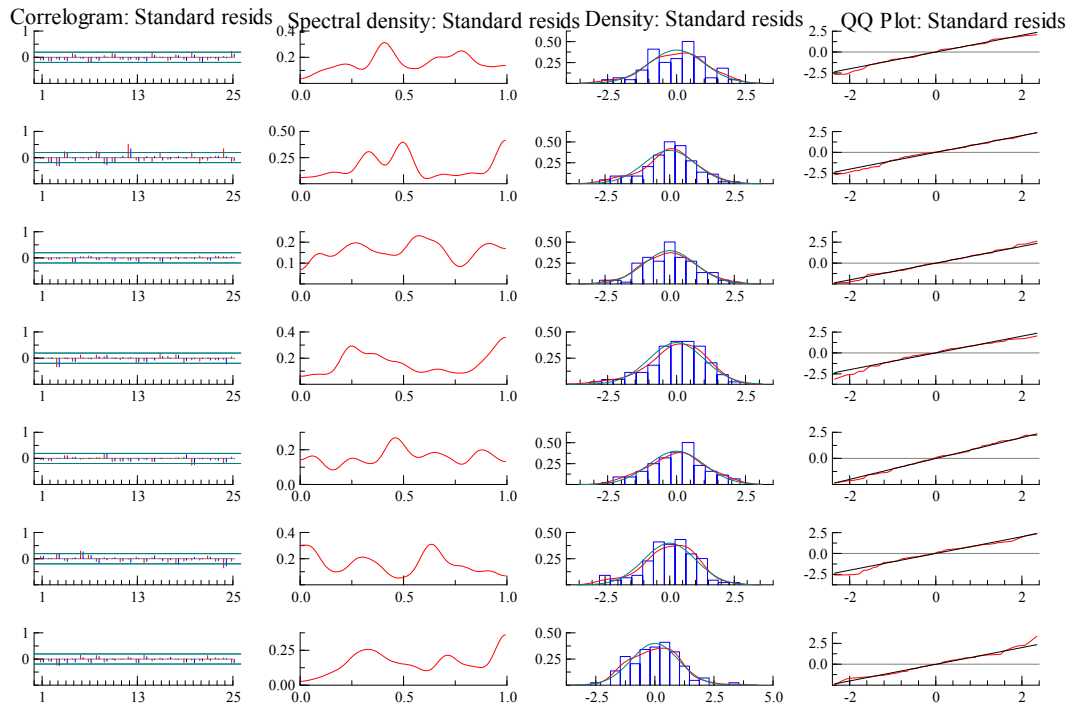 Correlogram: Standard resids Spectral density: Standard resids Density: Standard resids QQ Plot: Standard resids
1 0.4 0.50 2.5
0 0.2 0.25 0.0
0.0 -2.5
1 13 25 0.0 0.5 1.0 -2.5 0.0 2.5 -2 0 2
1 0.50 0.50 2.5
0 0.25 0.25 0.0
-2.5
1 13 25 0.0 0.5 1.0 -2.5 0.0 2.5 5.0 -2 0 2
1 0.50 2.5
0 0.2 0.25 0.0
0.1
1 13 25 0.0 0.5 1.0 -5.0 -2.5 0.0 2.5 5.0 -2 0 2
1 0.4 0.50 2.5
0 0.2 0.25 0.0
-2.5
1 13 25 0.0 0.5 1.0 -2.5 0.0 2.5 -2 0 2
1 0.50 2.5
0 0.2 0.25 0.0
0.0
1 13 25 0.0 0.5 1.0 -2.5 0.0 2.5 5.0 -2 0 2
1 0.4 0.50 2.5
0 0.2 0.25 0.0
-2.5
1 13 25 0.0 0.5 1.0 -2.5 0.0 2.5 -2 0 2
1 0.50 2.5
0 0.25 0.25 0.0
0.00
1 13 25 0.0 0.5 1.0 -5.0 -2.5 0.0 2.5 5.0 -2 0 2